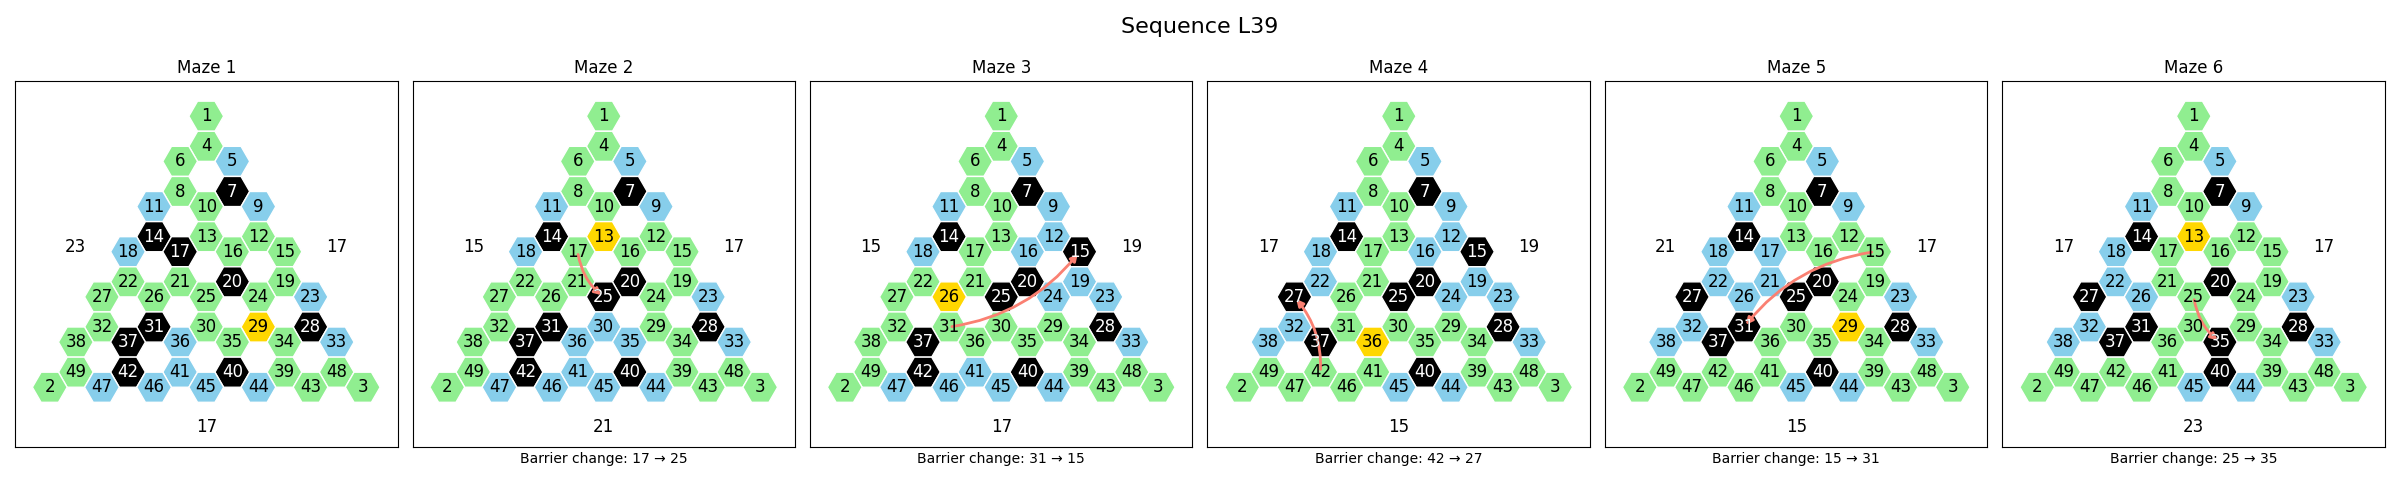 Sequence L39
Maze 1
1
4
6 5
8 7
11 10 9
14 13 12
23 18 17 16 15 17
22 21 20 19
27 26 25 24 23
32 31 30 29 28
38 37 36 35 34 33
49 42 41 40 39 48
2 47 46 45 44 43 3
17
Maze 2
1
4
6 5
8 7
11 10 9
14 13 12
15 18 17 16 15 17
22 21 20 19
27 26 25 24 23
32 31 30 29 28
38 37 36 35 34 33
49 42 41 40 39 48
2 47 46 45 44 43 3
21
Barrier change: 17 → 25
Maze 3
1
4
6 5
8 7
11 10 9
14 13 12
15 18 17 16 15 19
22 21 20 19
27 26 25 24 23
32 31 30 29 28
38 37 36 35 34 33
49 42 41 40 39 48
2 47 46 45 44 43 3
17
Barrier change: 31 → 15
Maze 4
1
4
6 5
8 7
11 10 9
14 13 12
17 18 17 16 15 19
22 21 20 19
27 26 25 24 23
32 31 30 29 28
38 37 36 35 34 33
49 42 41 40 39 48
2 47 46 45 44 43 3
15
Barrier change: 42 → 27
Maze 5
1
4
6 5
8 7
11 10 9
14 13 12
21 18 17 16 15 17
22 21 20 19
27 26 25 24 23
32 31 30 29 28
38 37 36 35 34 33
49 42 41 40 39 48
2 47 46 45 44 43 3
15
Barrier change: 15 → 31
Maze 6
1
4
6 5
8 7
11 10 9
14 13 12
17 18 17 16 15 17
22 21 20 19
27 26 25 24 23
32 31 30 29 28
38 37 36 35 34 33
49 42 41 40 39 48
2 47 46 45 44 43 3
23
Barrier change: 25 → 35